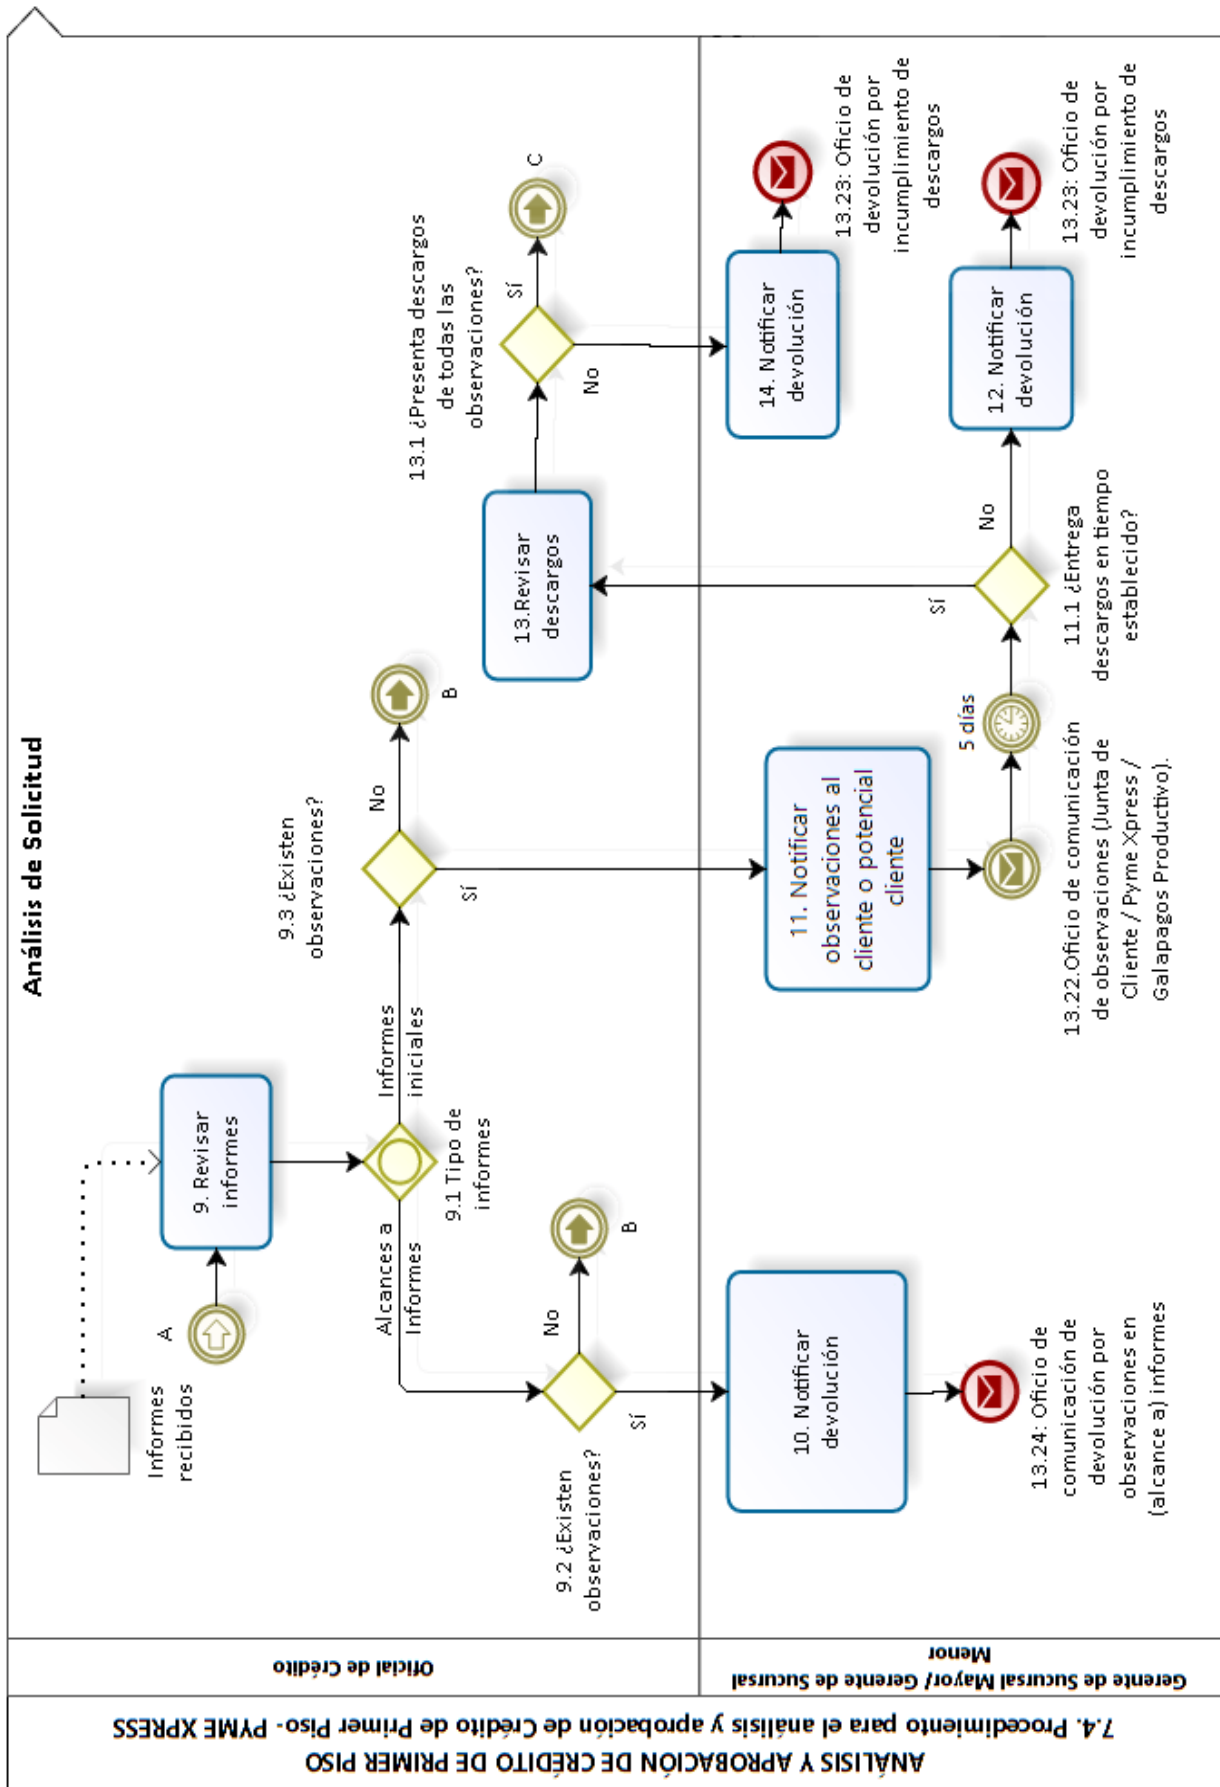 ANÁLISIS Y APROBACIÓN DE CRÉDITO DE PRIMER PISO
7.4. Procedimiento para el análisis y aprobación de Crédito de Primer Piso- PYME XPRESS
Oficial de Crédito
Gerente de Sucursal Mayor/ Gerente de Sucursal
Menor
Análisis de Solicitud
Informes
recibidos
A
9. Revisar
informes
9.1 Tipo de
informes
Alcances a
Informes
Informes
iniciales
9.2 ¿Existen
observaciones?
No
B
Sí
10. Notificar
devolución
13.24: Oficio de
comunicación de
devolución por
observaciones en
(alcance a) informes
9.3 ¿Existen
observaciones?
No
B
Sí
11. Notificar
observaciones al
cliente o potencial
cliente
13.22.Oficio de comunicación
de observaciones (Junta de
Cliente / Pyme Xpress /
Galapagos Productivo).
5 días
11.1 ¿Entrega
descargos en tiempo
establecido?
Sí
No
12. Notificar
devolución
13.23: Oficio de
devolución por
incumplimiento de
descargos
13.Revisar
descargos
13.1 ¿Presenta descargos
de todas las
observaciones?
Sí
C
No
14. Notificar
devolución
13.23: Oficio de
devolución por
incumplimiento de
descargos